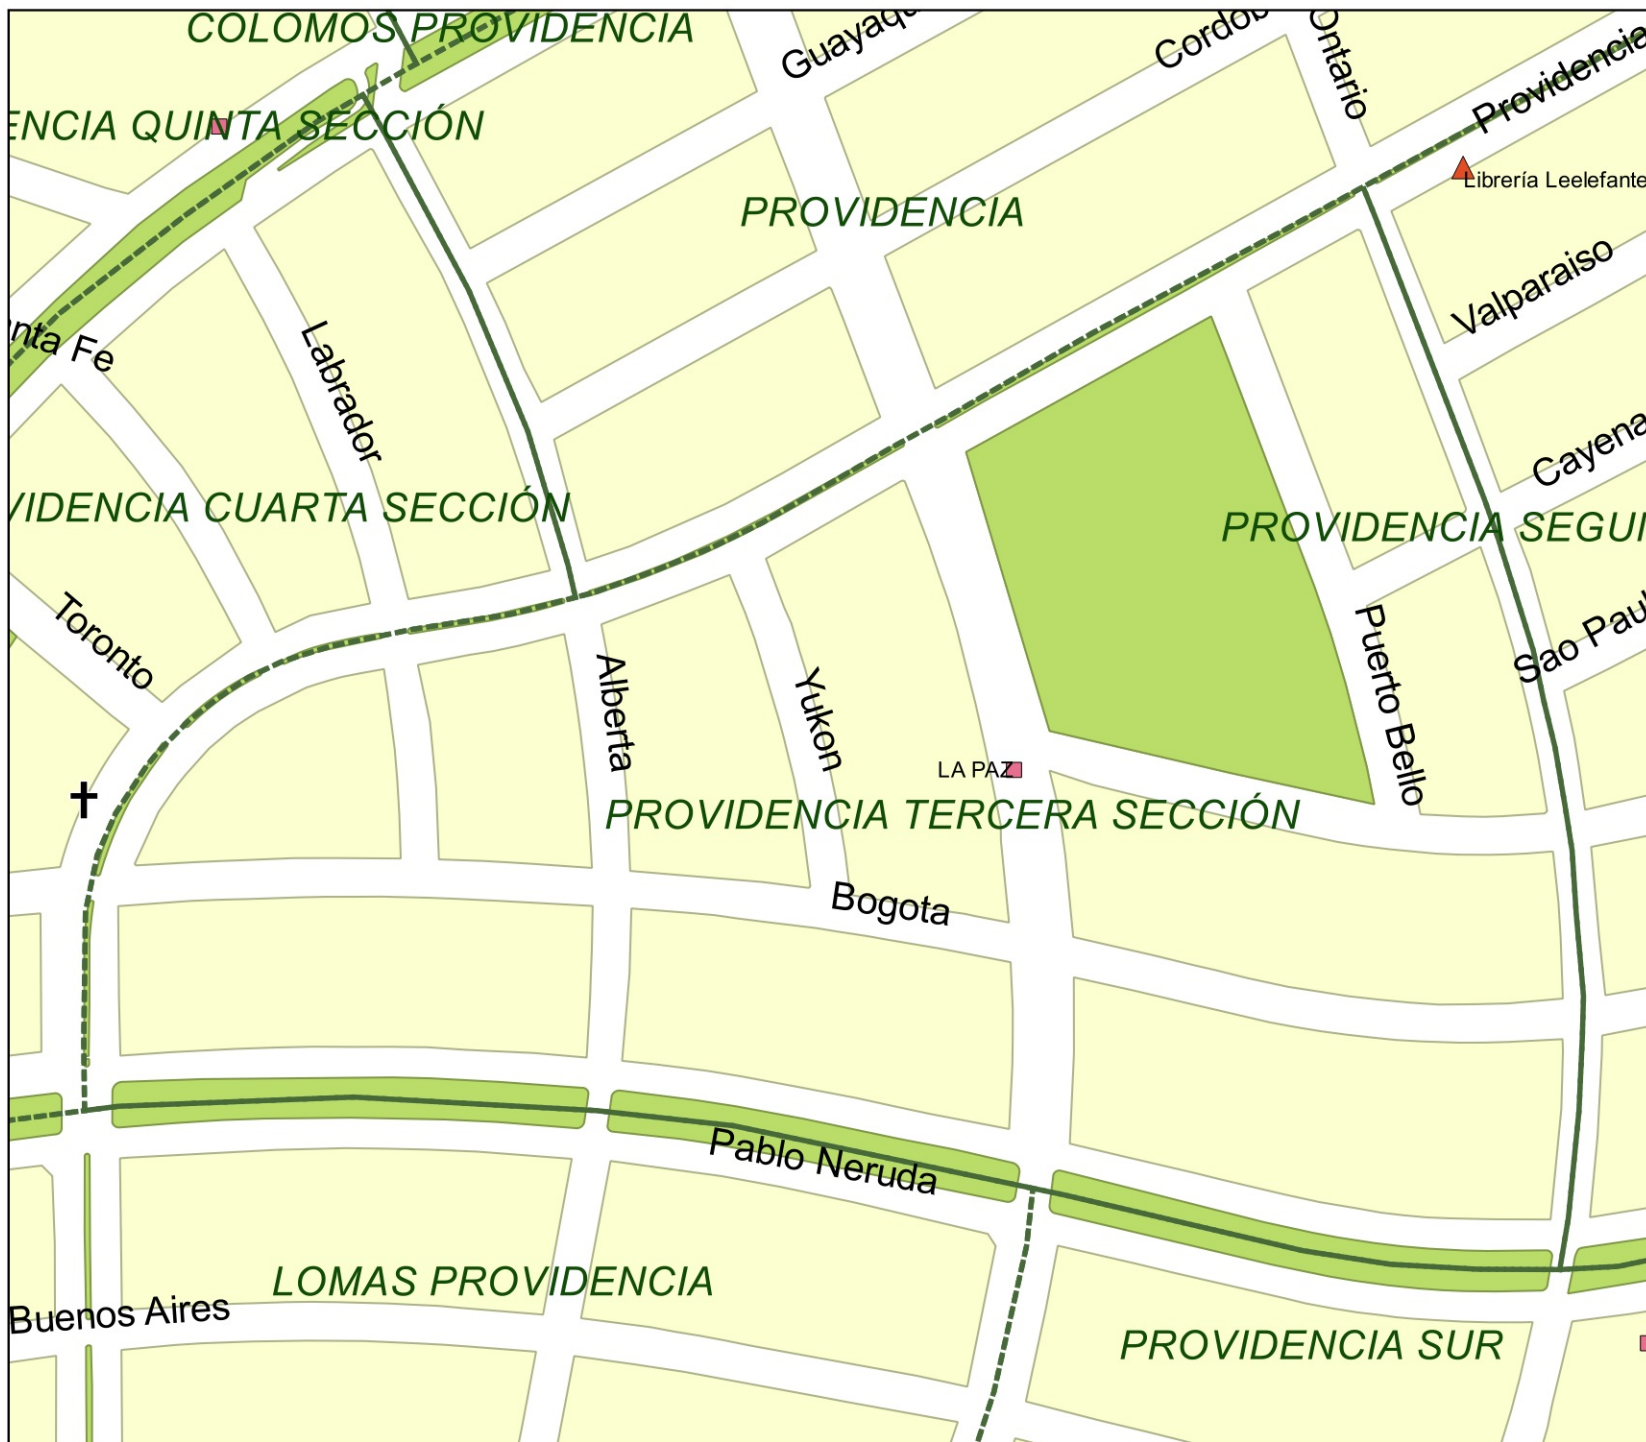 COLOMOS PROVIDENCIA
Guayaqu
Cordob
Ontario
Providencia
ENCIA QUINTA SECCIÓN
Librería Leelefante
PROVIDENCIA
Valparaiso
nta Fe
Labrador
Cayena
VIDENCIA CUARTA SECCIÓN
PROVIDENCIA SEGU
Toronto
Sao Paul
Alberta
Yukon
Puerto Bello
LA PAZ
PROVIDENCIA TERCERA SECCIÓN
Bogota
Pablo Neruda
LOMAS PROVIDENCIA
Buenos Aires
PROVIDENCIA SUR